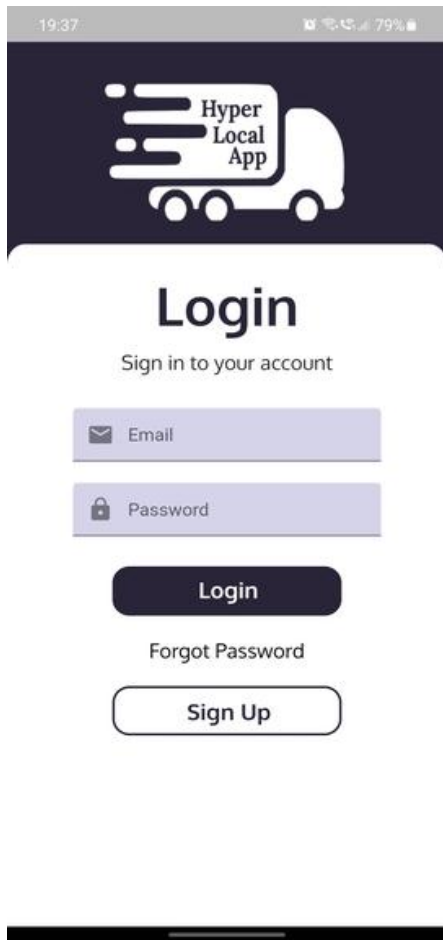 19:37
79%
Hyper
Local
App
Login
Sign in to your account
Email
Password
Login
Forgot Password
Sign Up